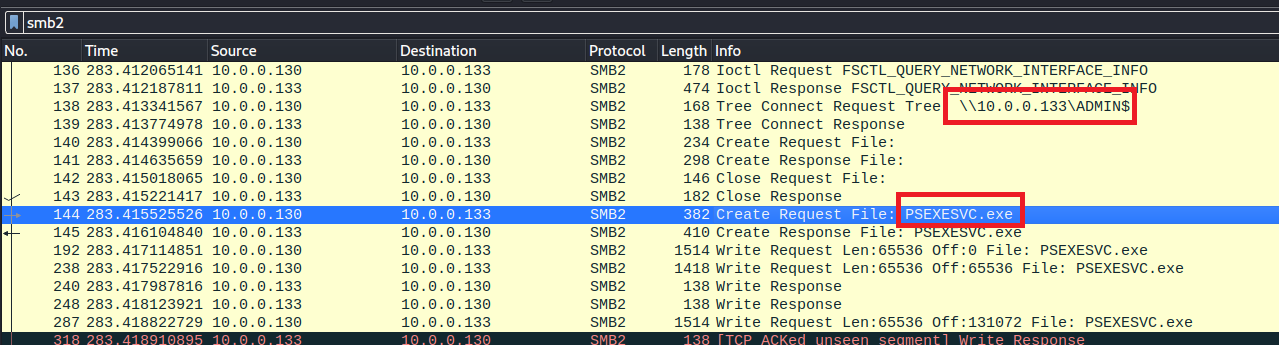 smb2
No. Time Source Destination Protocol Length Info
136 283.412065141 10.0.0.130 10.0.0.133 SMB2 178 Ioctl Request FSCTL_QUERY_NETWORK_INTERFACE_INFO
137 283.412187811 10.0.0.133 10.0.0.130 SMB2 474 Ioctl Response FSCTL_QUERY_NETWORK_INTERFACE_INFO
138 283.413341567 10.0.0.130 10.0.0.133 SMB2 168 Tree Connect Request Tree \\10.0.0.133\ADMIN$
139 283.413774978 10.0.0.133 10.0.0.130 SMB2 138 Tree Connect Response
140 283.414399066 10.0.0.130 10.0.0.133 SMB2 234 Create Request File:
141 283.414635659 10.0.0.133 10.0.0.130 SMB2 298 Create Response File:
142 283.415018065 10.0.0.130 10.0.0.133 SMB2 146 Close Request File:
143 283.415221417 10.0.0.133 10.0.0.130 SMB2 182 Close Response
144 283.415525526 10.0.0.130 10.0.0.133 SMB2 382 Create Request File: PSEXESVC.exe
145 283.416104840 10.0.0.133 10.0.0.130 SMB2 410 Create Response File: PSEXESVC.exe
192 283.417114851 10.0.0.130 10.0.0.133 SMB2 1514 Write Request Len:65536 Off:0 File: PSEXESVC.exe
238 283.417522916 10.0.0.130 10.0.0.133 SMB2 1418 Write Request Len:65536 Off:65536 File: PSEXESVC.exe
240 283.417987816 10.0.0.133 10.0.0.130 SMB2 138 Write Response
248 283.418123921 10.0.0.133 10.0.0.130 SMB2 138 Write Response
287 283.418822729 10.0.0.130 10.0.0.133 SMB2 1514 Write Request Len:65536 Off:131072 File: PSEXESVC.exe
318 283.418910895 10.0.0.133 10.0.0.130 SMB2 138 [TCP ACKed unseen segment] Write Response